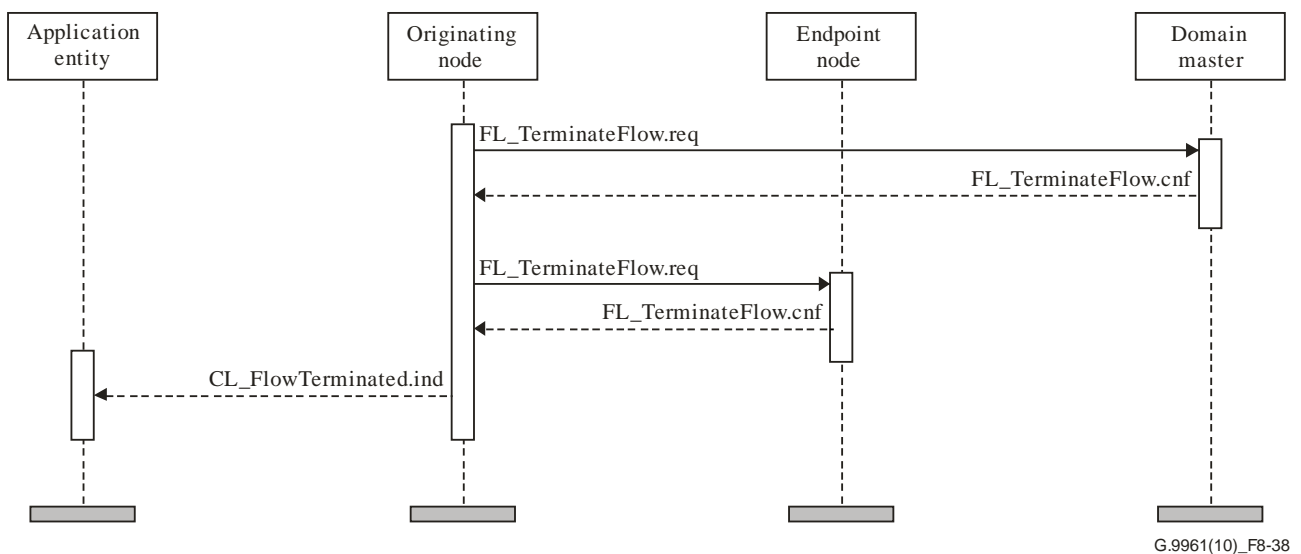 Application
entity
Originating
node
Endpoint
node
Domain
master
FL_TerminateFlow.req
FL_TerminateFlow.cnf
FL_TerminateFlow.req
FL_TerminateFlow.cnf
CL_FlowTerminated.ind
G.9961(10)_F8-38